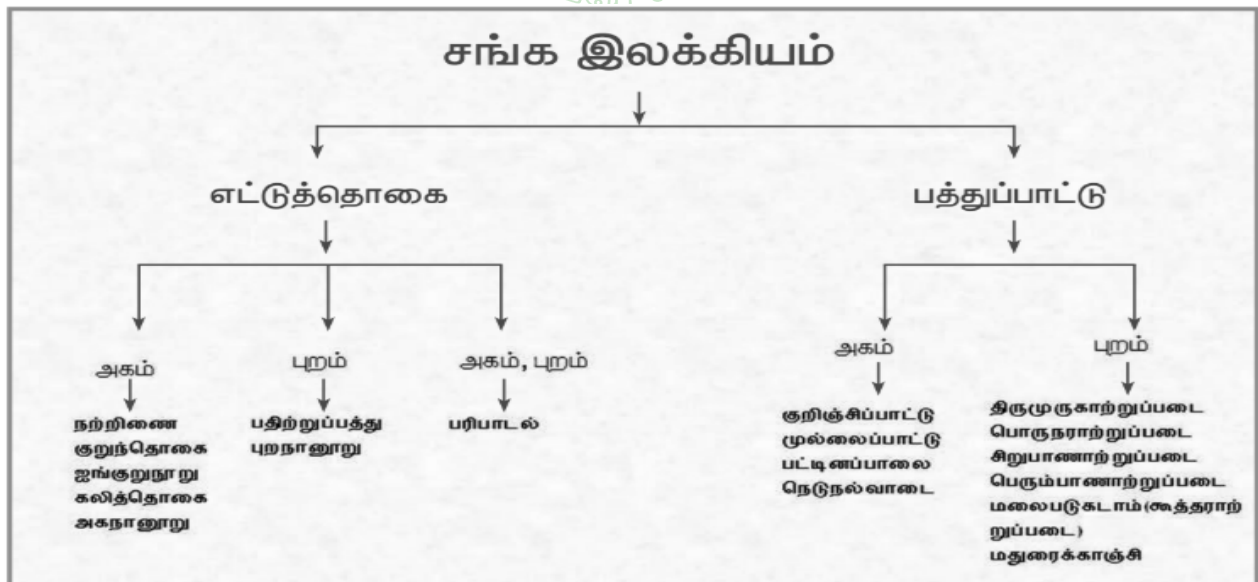 சங்க இலக்கியம்
எட்டுத்தொகை
பத்துப்பாட்டு
அகம்
புறம்
அகம், புறம்
அகம்
புறம்
நற்றிணை
குறுந்தொகை
ஐங்குறுநூறு
கலித்தொகை
அகநானூறு
பதிற்றுப்பத்து
புறநானூறு
பரிபாடல்
குறிஞ்சிப்பாட்டு
முல்லைப்பாட்டு
பட்டினப்பாலை
நெடுநல்வாடை
திருமுருகாற்றுப்படை
பொருநராற்றுப்படை
சிறுபாணாற்றுப்படை
பெரும்பாணாற்றுப்படை
மலைபடுகடாம்(கூத்தராற்
றுப்படை)
மதுரைக்காஞ்சி